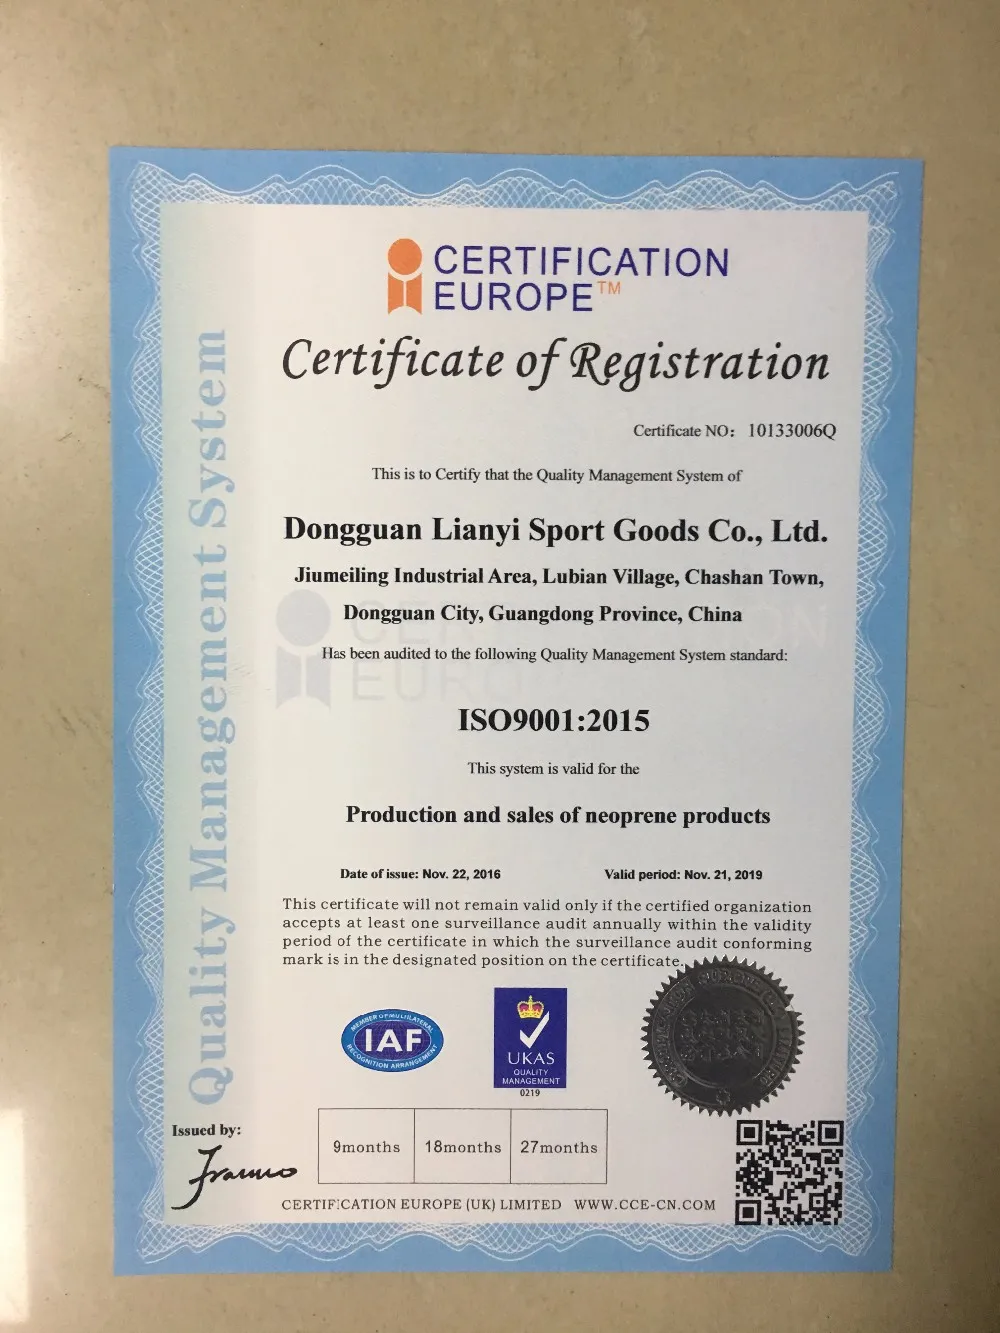 CERTIFICATION
EUROPE™
Certificate of Registration
Certificate NO： 10133006Q
This is to Certify that the Quality Management System of
Dongguan Lianyi Sport Goods Co., Ltd.
Jiumeiling Industrial Area, Lubian Village, Chashan Town,
Dongguan City, Guangdong Province, China
Has been audited to the following Quality Management System standard:
ISO9001:2015
This system is valid for the
Production and sales of neoprene products
Date of issue: Nov. 22, 2016 Valid period: Nov. 21, 2019
This certificate will not remain valid only if the certified organization
accepts at least one surveillance audit annually within the validity
period of the certificate in which the surveillance audit conforming
mark is in the designated position on the certificate.
Quality Management System
MEMBER OF MULTILATERAL
IAF
RECOGNITION ARRANGEMENT
UKAS
QUALITY
MANAGEMENT
0219
Issued by:
9months 18months 27months
CERTIFICATION EUROPE (UK) LIMITED WWW.CCE-CN.COM